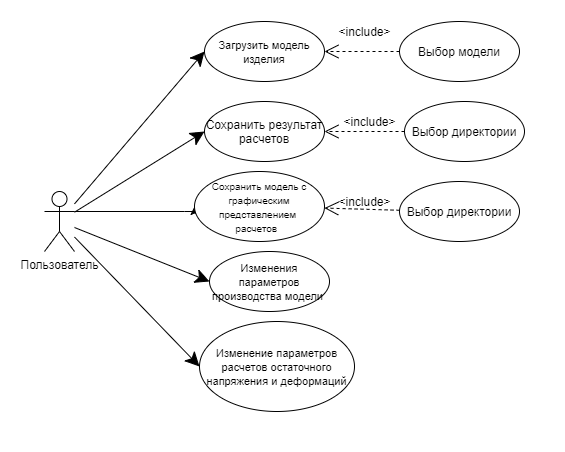 Загрузить модель
изделия
<include>
Выбор модели
Сохранить результат
расчетов
<include>
Выбор директории
Сохранить модель с
графическим
представлением
расчетов
<include>
Выбор директории
Пользователь
Изменения
параметров
производства модели
Изменение параметров
расчетов остаточного
напряжения и деформаций